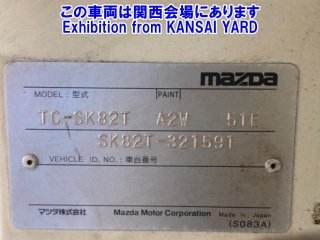 この車両は関西会場にあります
Exhibition from KANSAI YARD
mazda
MODEL: 型式 PAINT
TC-SK82T A2W 5TE
SK82T-321591
VEHICLE ID. NO.: 車台番号
マツダ株式会社 Mazda Motor Corporation Made in Japan
(S083A)